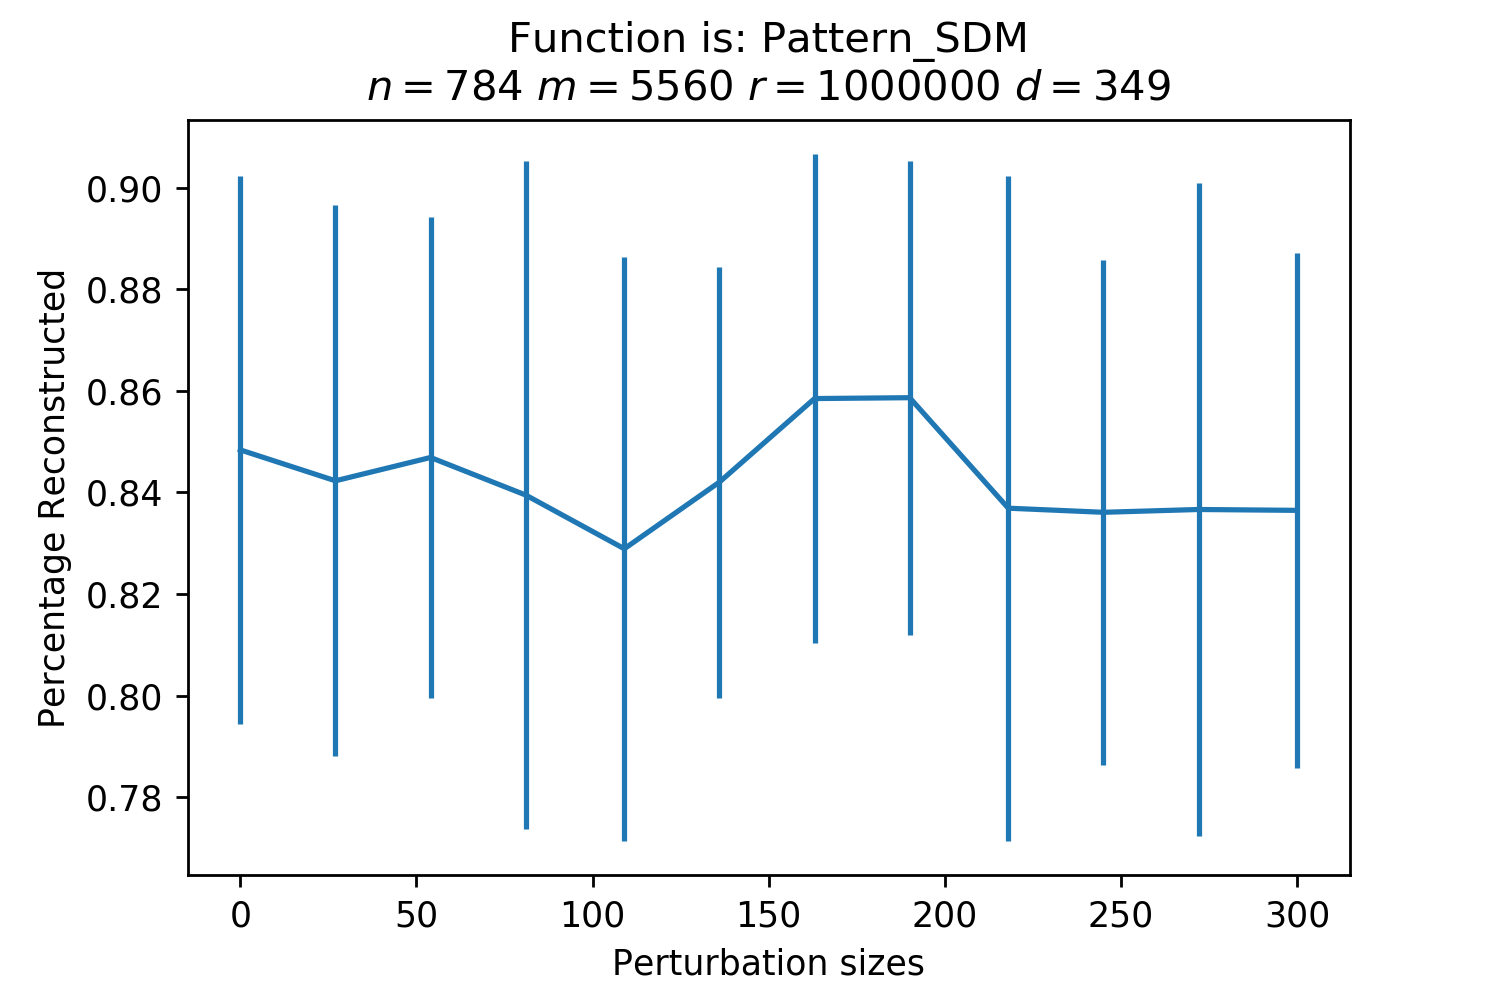 Function is: Pattern_SDM
n = 784 m = 5560 r = 1000000 d = 349
Percentage Reconstructed
0.90
0.88
0.86
0.84
0.82
0.80
0.78
0 50 100 150 200 250 300
Perturbation sizes